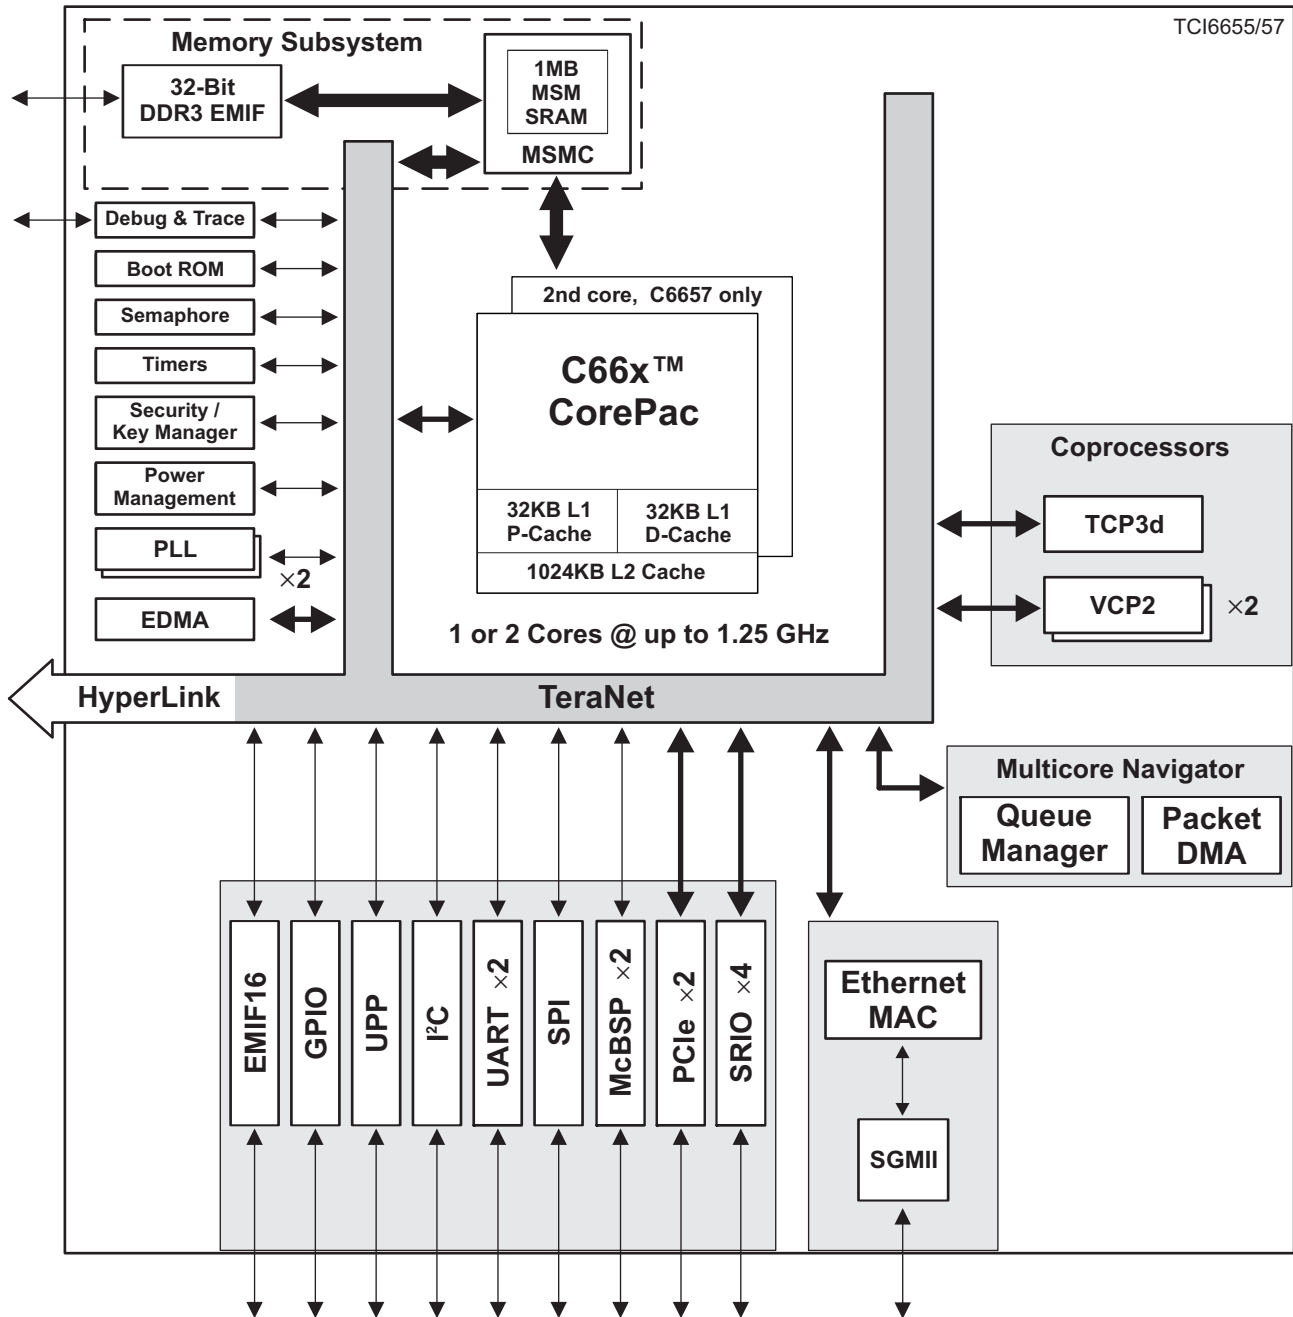 TCI6655/57
Memory Subsystem
32-Bit
DDR3 EMIF
1MB
MSM
SRAM
MSMC
Debug & Trace
Boot ROM
Semaphore
Timers
Security /
Key Manager
Power
Management
PLL
×2
EDMA
2nd core, C6657 only
C66x™
CorePac
32KB L1
P-Cache
32KB L1
D-Cache
1024KB L2 Cache
1 or 2 Cores @ up to 1.25 GHz
Coprocessors
TCP3d
VCP2
×2
HyperLink
TeraNet
Multicore Navigator
Queue
Manager
Packet
DMA
EMIF16
GPIO
UPP
I²C
UART ×2
SPI
McBSP ×2
PCIe ×2
SRIO ×4
Ethernet
MAC
SGMII